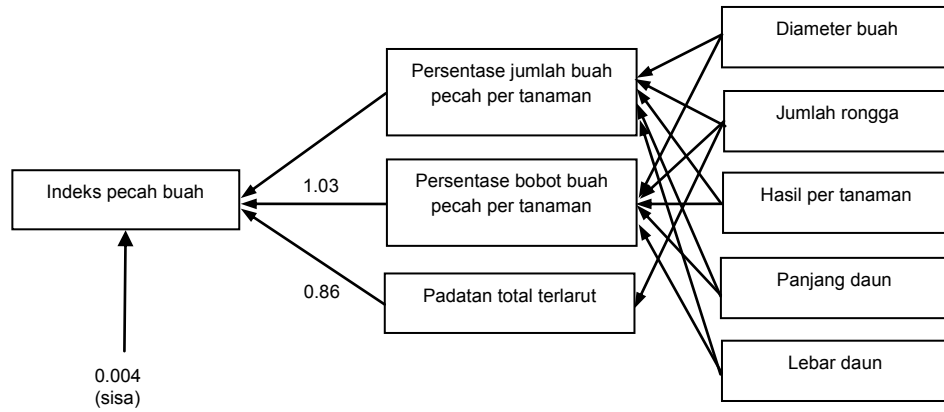 Diameter buah
Persentase jumlah buah
pecah per tanaman
Jumlah rongga
Indeks pecah buah
1.03
Persentase bobot buah
pecah per tanaman
Hasil per tanaman
Panjang daun
0.86
Padatan total terlarut
Lebar daun
0.004
(sisa)